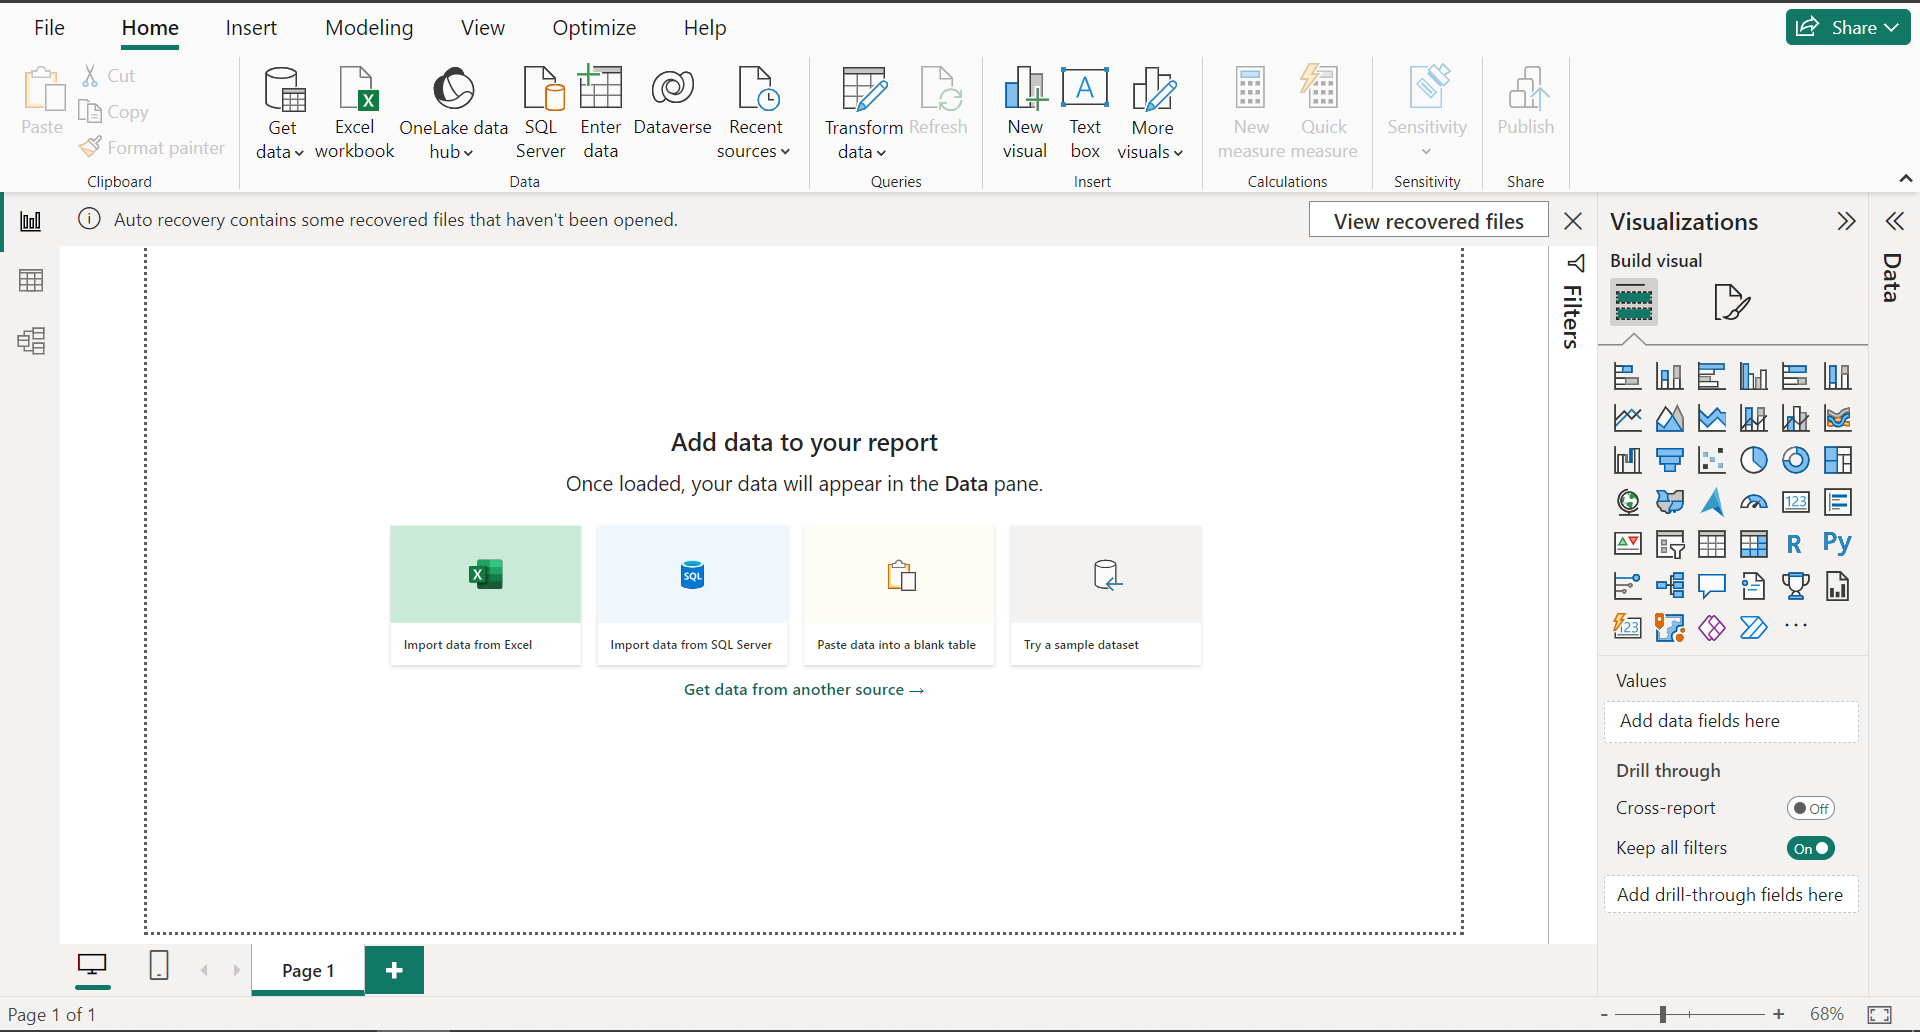 File Home Insert Modeling View Optimize Help Share
Paste Cut
Copy
Format painter
Clipboard
Get data
Excel workbook
OneLake data hub
SQL Server
Enter data
Dataverse
Recent sources
Data
Transform data
Refresh
Queries
New visual
Text box
More visuals
Insert
New measure
Quick measure
Calculations
Sensitivity
Sensitivity
Publish
Share
Auto recovery contains some recovered files that haven't been opened.
View recovered files
Add data to your report
Once loaded, your data will appear in the Data pane.
X
Import data from Excel
SQL
Import data from SQL Server
Paste data into a blank table
Try a sample dataset
Get data from another source →
Filters
Visualizations
Build visual
123
R
Py
123
...
Values
Add data fields here
Drill through
Cross-report Off
Keep all filters On
Add drill-through fields here
Data
Page 1
Page 1 of 1
- + 68%